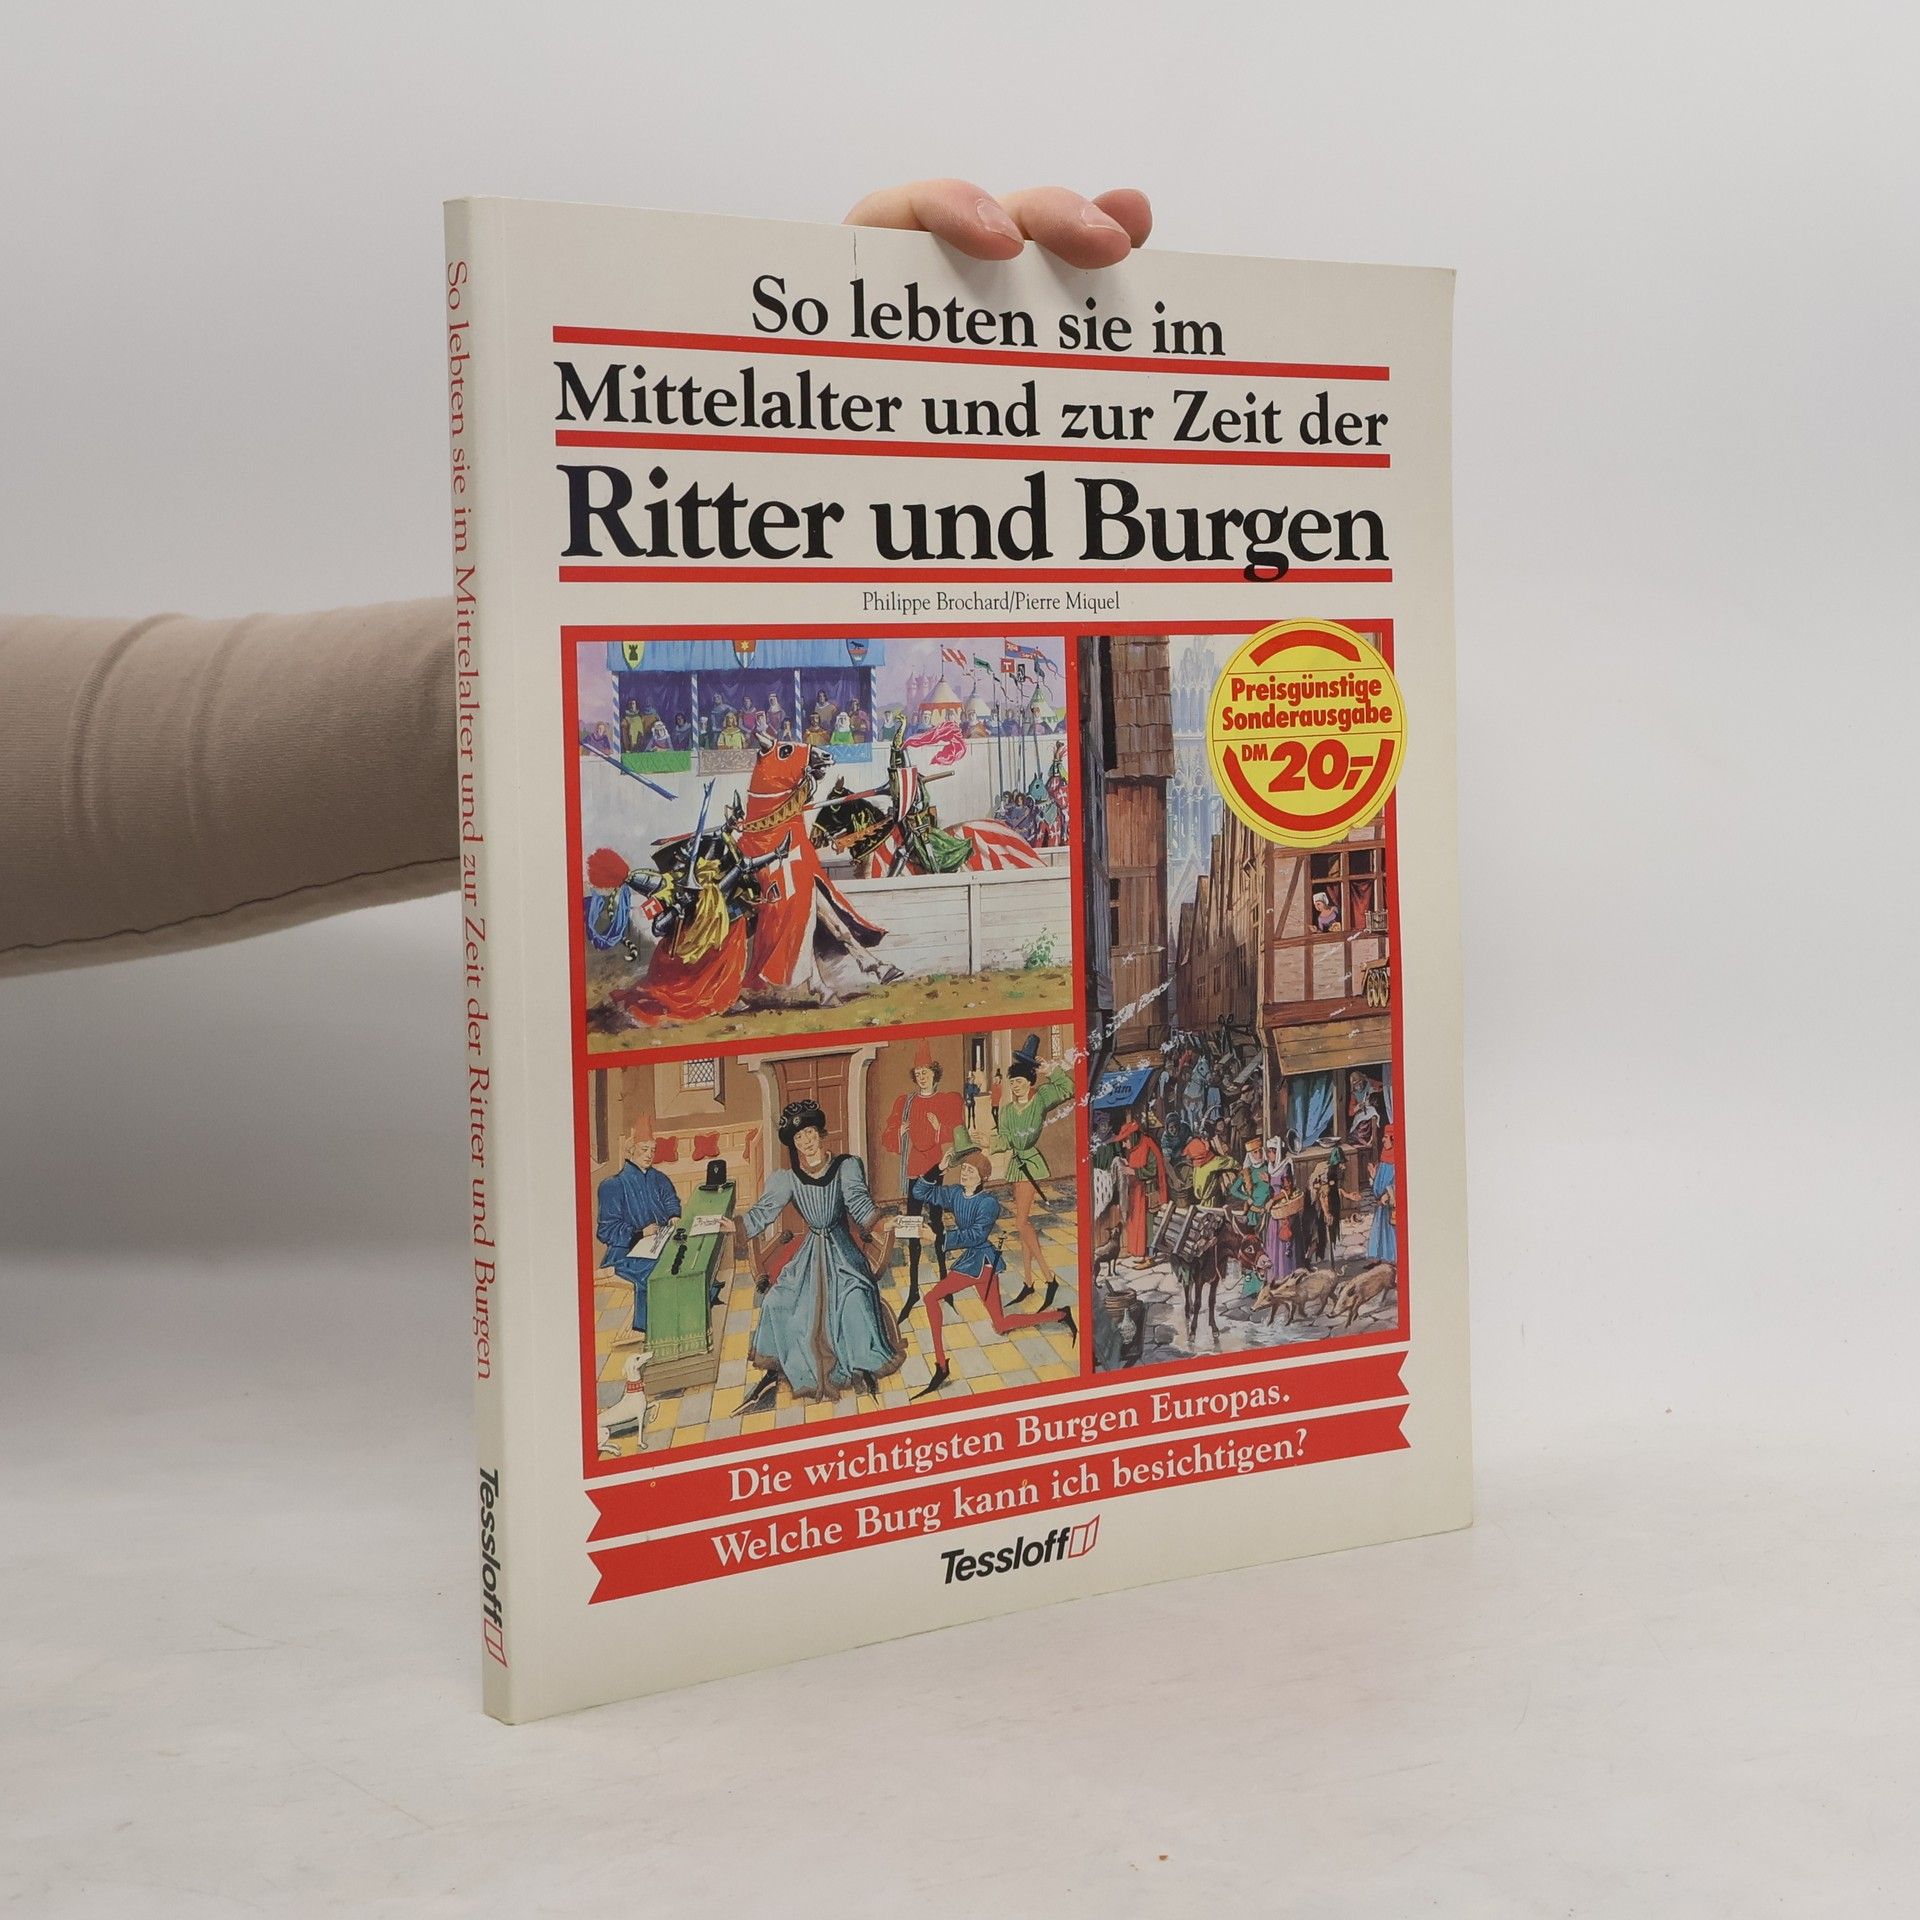 So lebten sie im
Mittelalter und zur Zeit der
Ritter und Burgen
Philippe Brochard/Pierre Miquel
Preisgünstige
Sonderausgabe
DM 20,-
Die wichtigsten Burgen Europas.
Welche Burg kann ich besichtigen?
Tessloff
So lebten sie im Mittelalter und zur Zeit der Ritter und Burgen
Tessloff